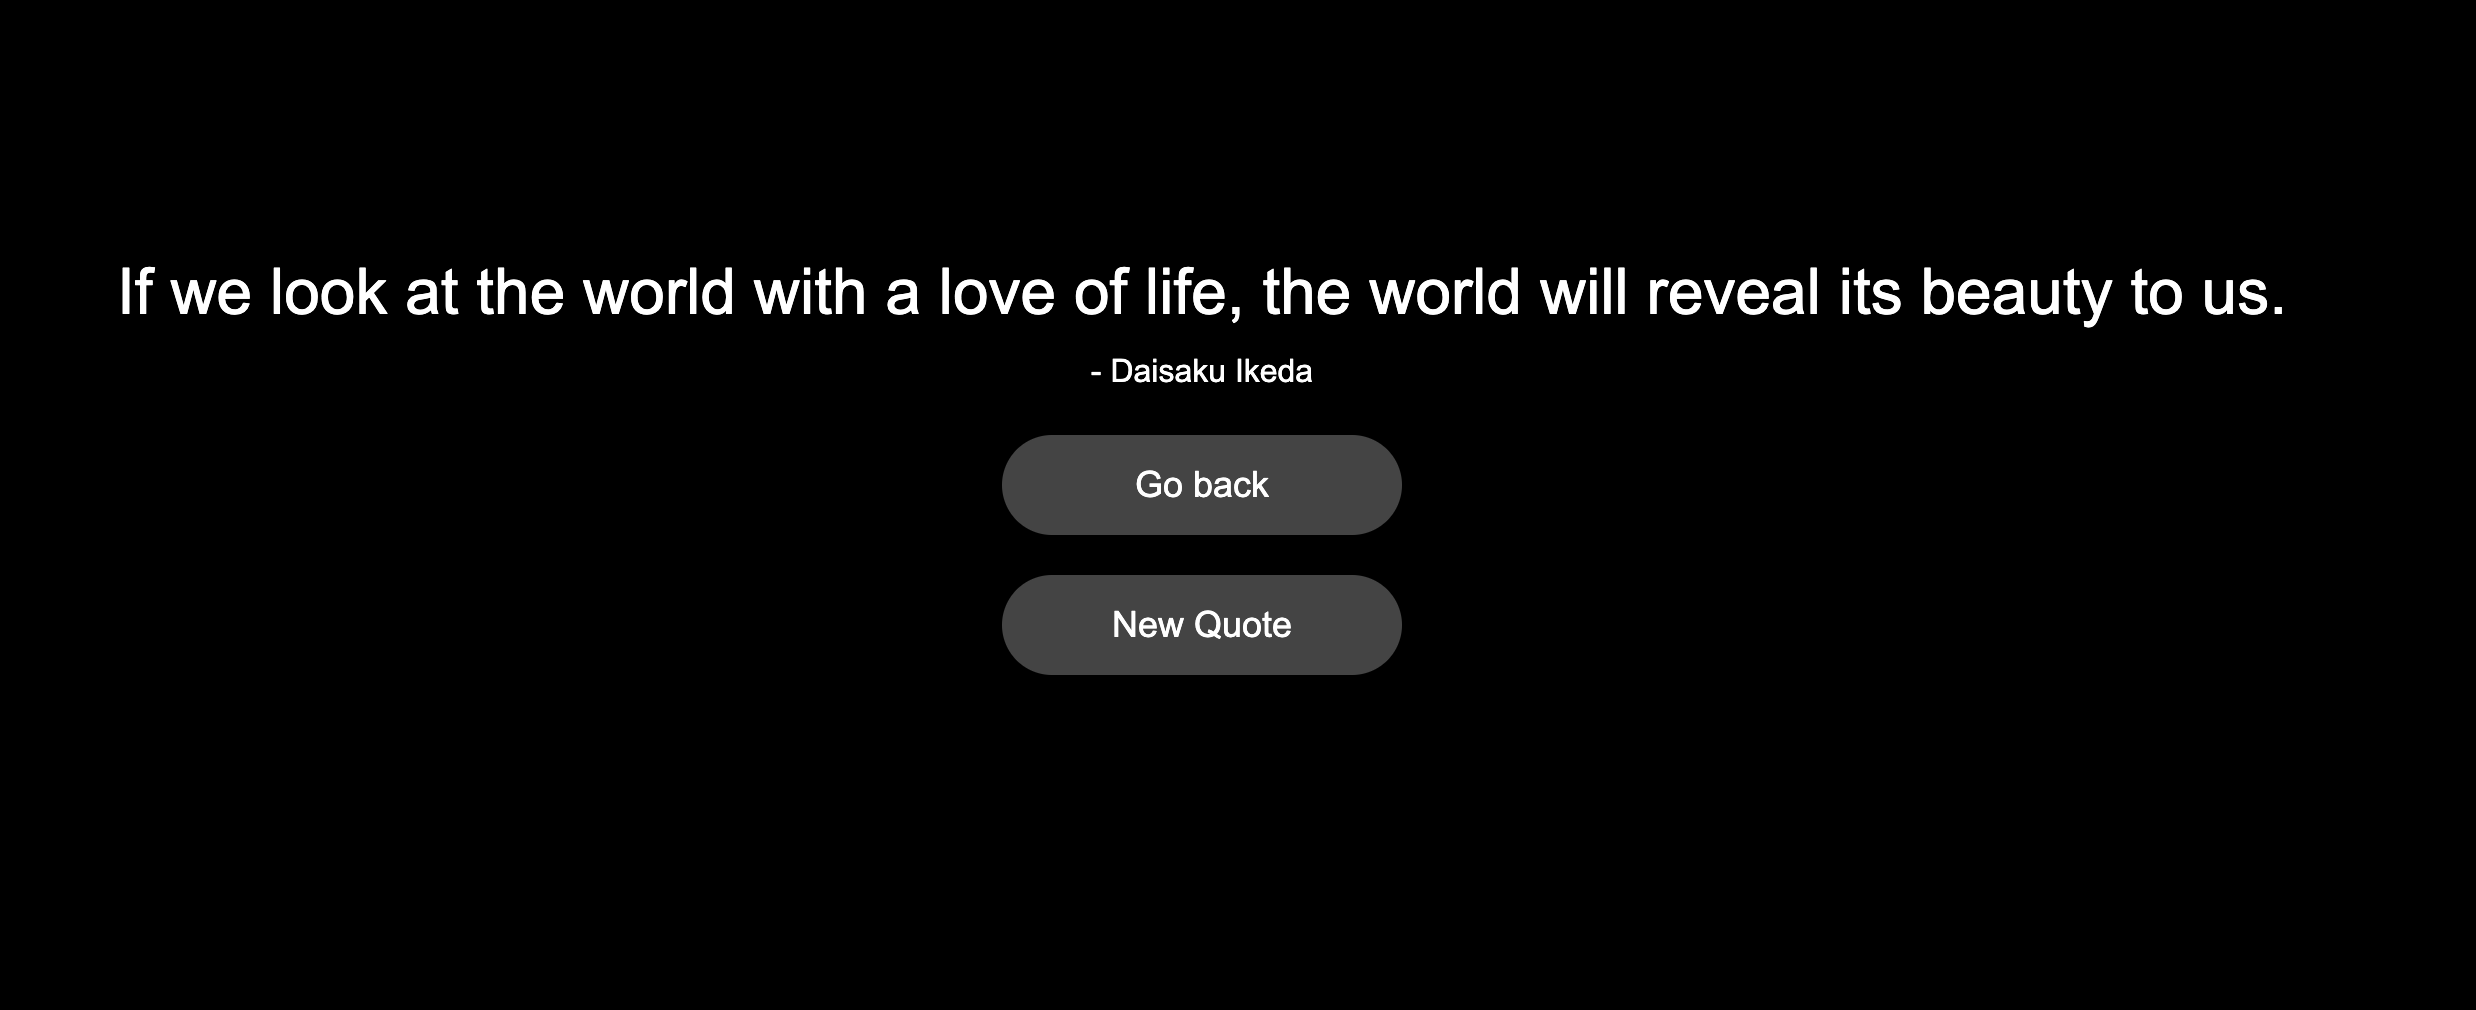 If we look at the world with a love of life, the world will reveal its beauty to us.
- Daisaku Ikeda
Go back
New Quote